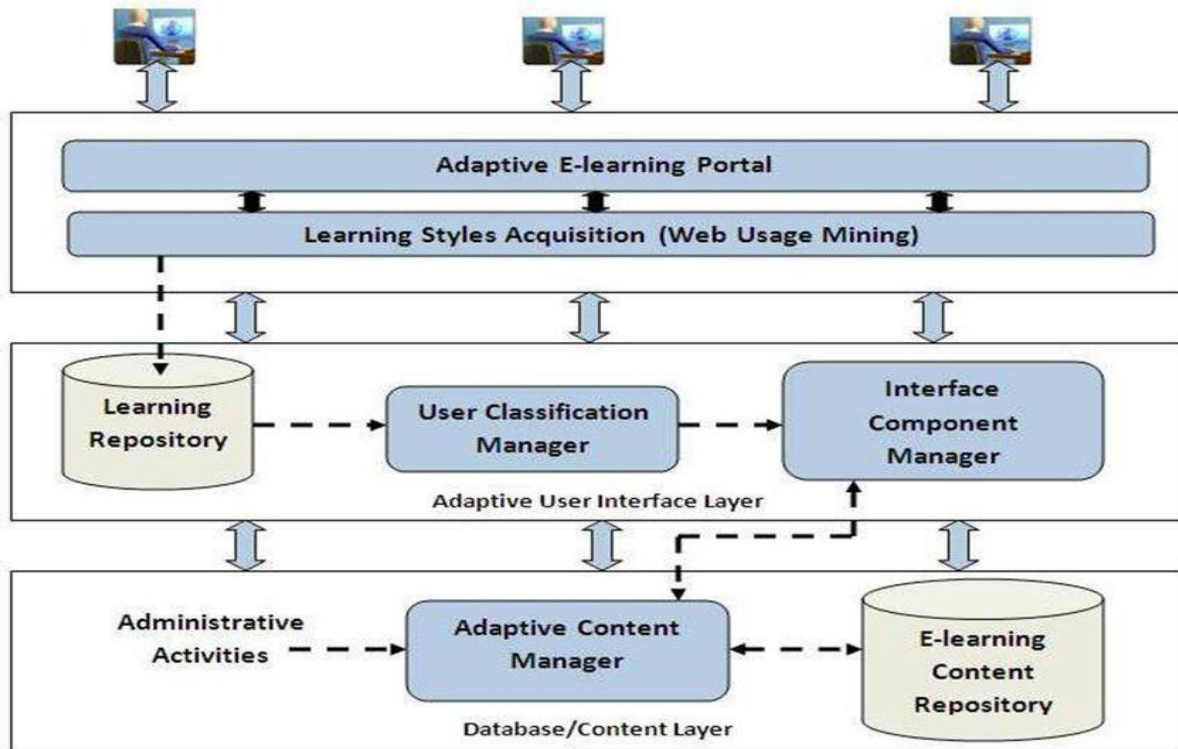 Adaptive E-learning Portal
Learning Styles Acquisition (Web Usage Mining)
Learning
Repository
User Classification
Manager
Interface
Component
Manager
Adaptive User Interface Layer
Administrative
Activities
Adaptive Content
Manager
E-learning
Content
Repository
Database/Content Layer